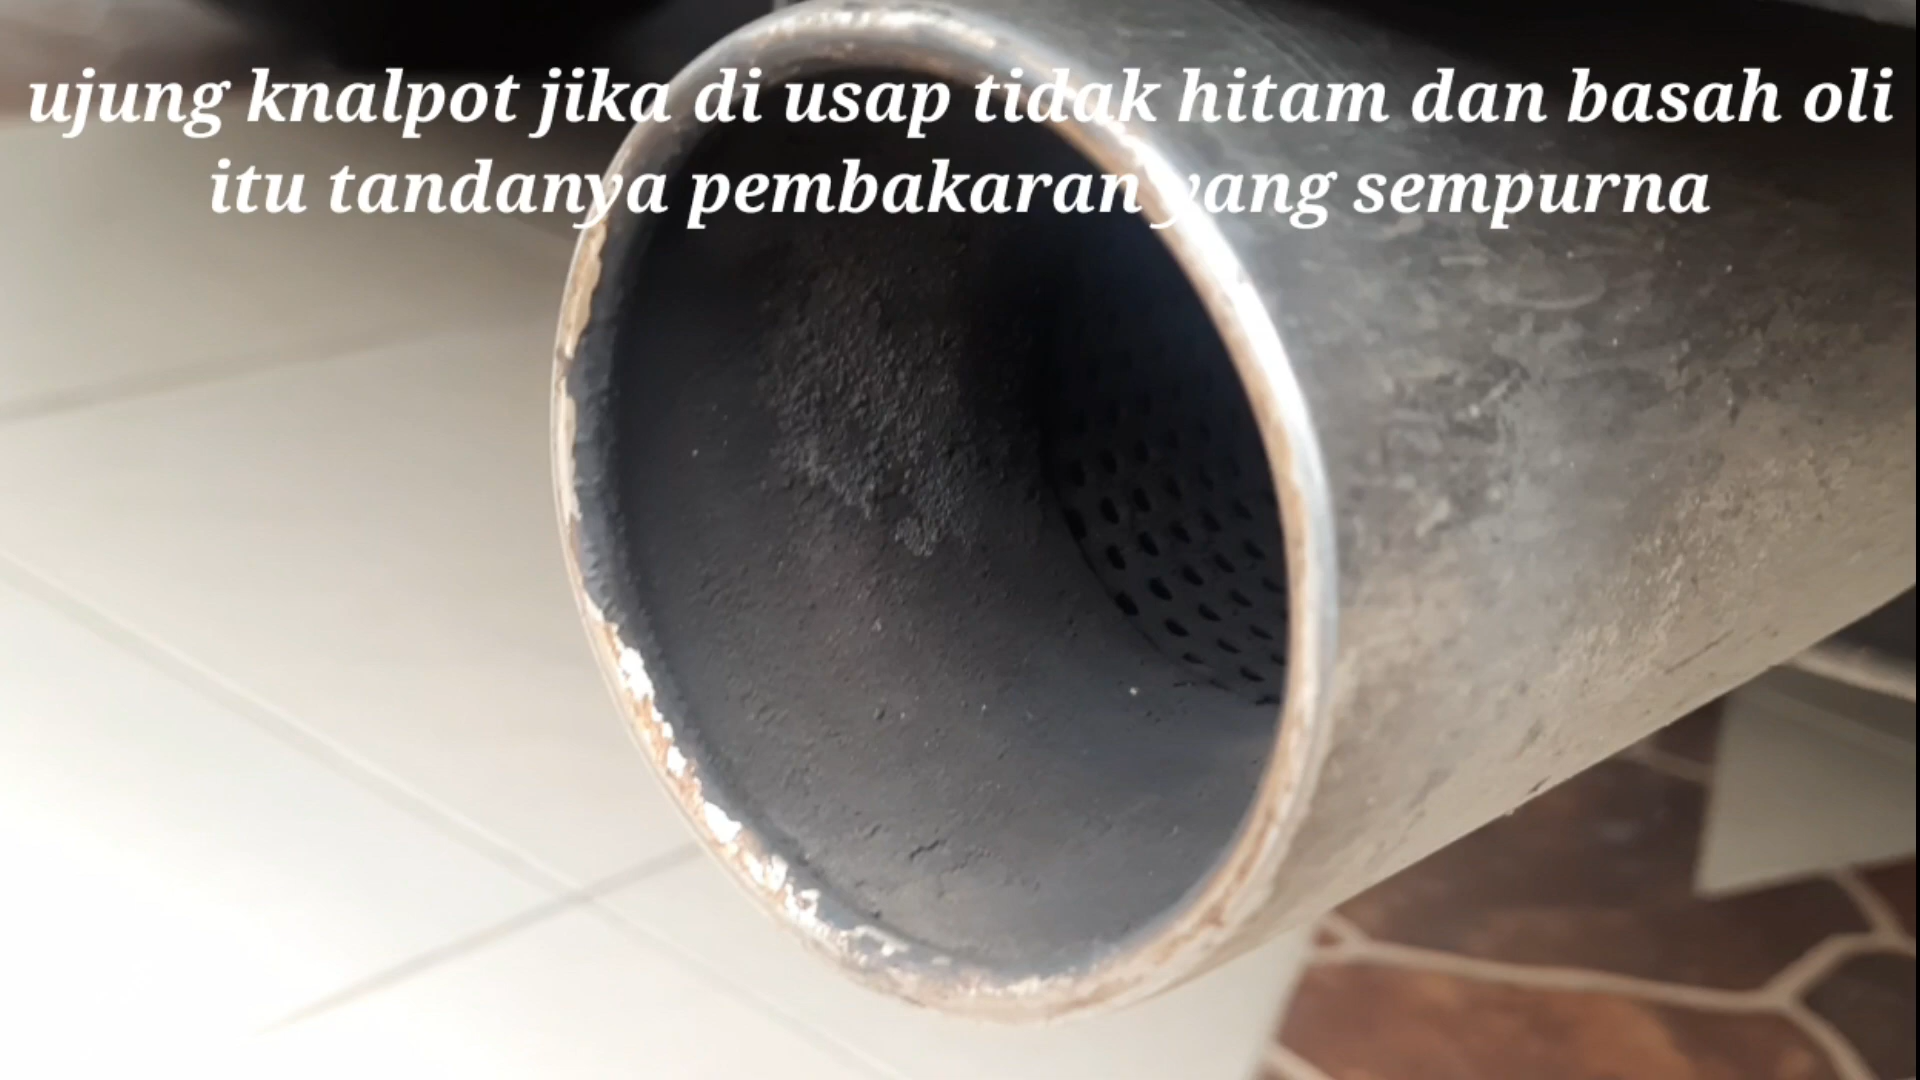 ujung knalpot jika di usap tidak hitam dan basah oli
itu tandanya pembakaran yang sempurna